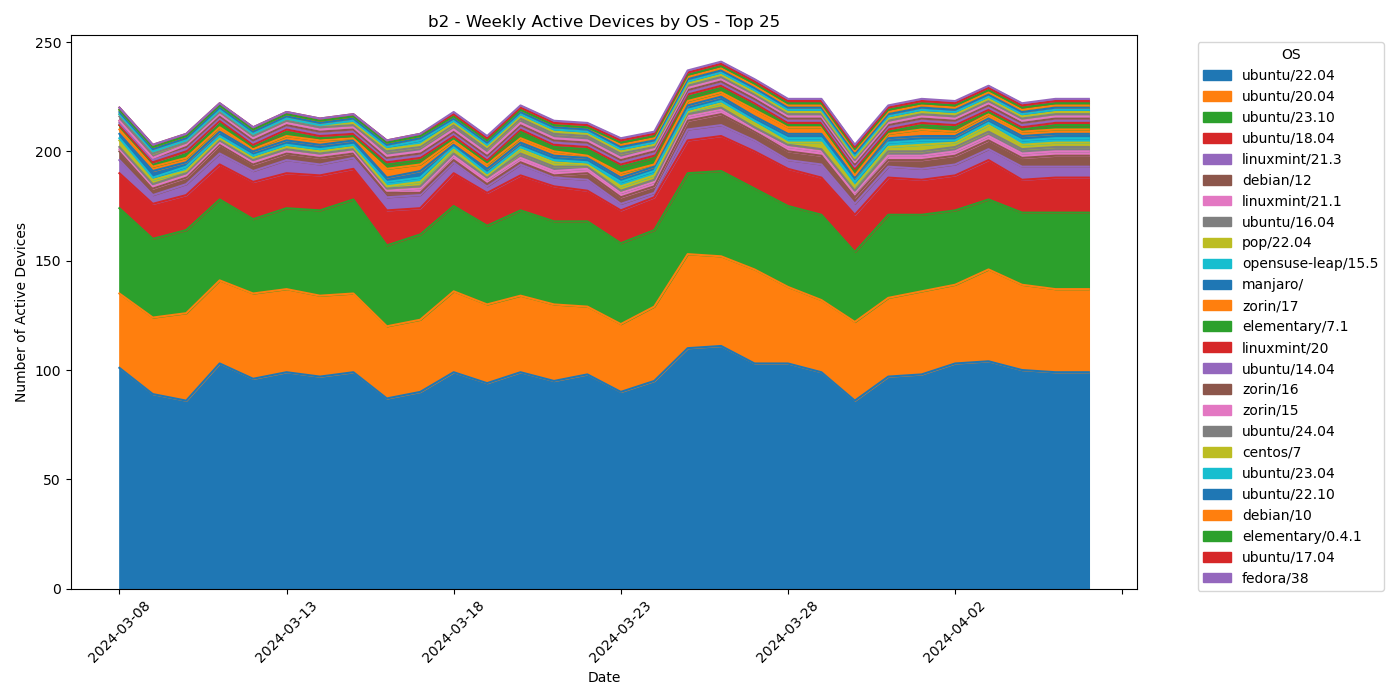 b2 - Weekly Active Devices by OS - Top 25
Number of Active Devices
250
200
150
100
50
0
2024-03-08
2024-03-13
2024-03-18
2024-03-23
2024-03-28
2024-04-02
Date
OS
ubuntu/22.04
ubuntu/20.04
ubuntu/23.10
ubuntu/18.04
linuxmint/21.3
debian/12
linuxmint/21.1
ubuntu/16.04
pop/22.04
opensuse-leap/15.5
manjaro/
zorin/17
elementary/7.1
linuxmint/20
ubuntu/14.04
zorin/16
zorin/15
ubuntu/24.04
centos/7
ubuntu/23.04
ubuntu/22.10
debian/10
elementary/0.4.1
ubuntu/17.04
fedora/38